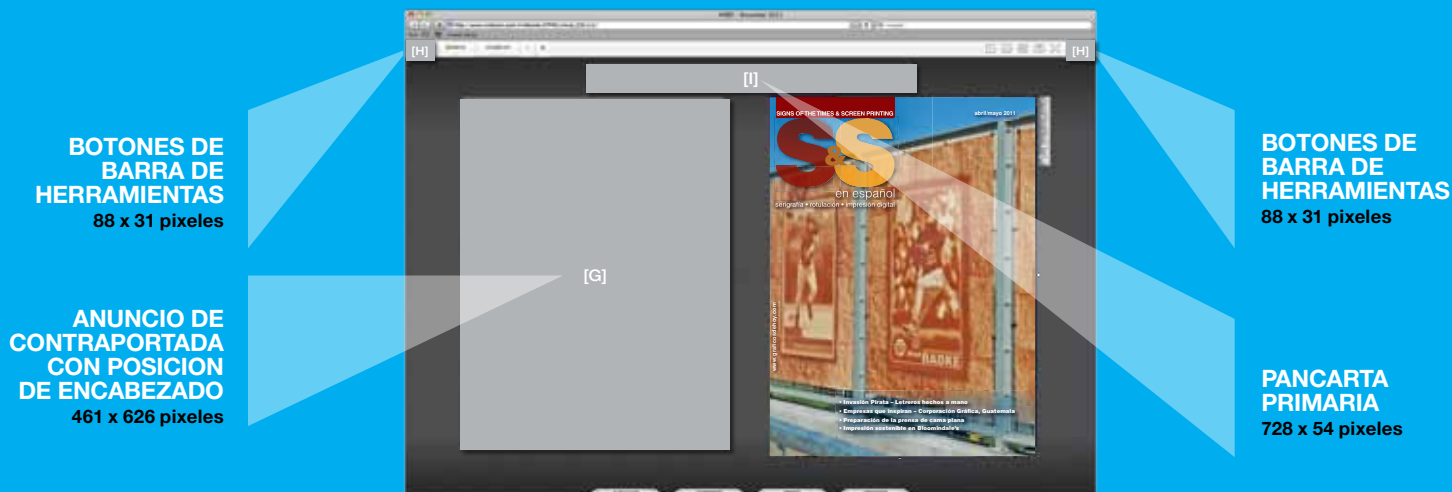 [H]
[H]
[I]
BOTONES DE
BARRA DE
HERRAMIENTAS
88 x 31 pixeles
ANUNCIO DE
CONTRAPORTADA
CON POSICION
DE ENCABEZADO
461 x 626 pixeles
[G]
SIGNS OF THE TIMES & SCREEN PRINTING
abril/mayo 2011
S&S
en español
serigrafía • rotulación • impresión digital
RADKE
• Invasión Pirata – Letreros hechos a mano
• Empresas que Inspiran – Corporación Gráfica, Guatemala
• Preparación de la prensa de cama plana
• Impresión sostenible en Bloomindale's
BOTONES DE
BARRA DE
HERRAMIENTAS
88 x 31 pixeles
PANCARTA
PRIMARIA
728 x 54 pixeles